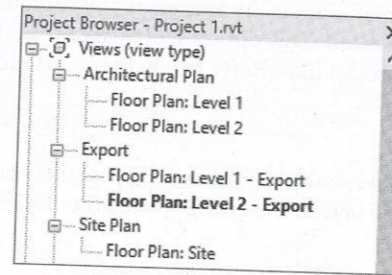 Project Browser - Project 1.rvt
Views (view type)
Architectural Plan
Floor Plan: Level 1
Floor Plan: Level 2
Export
Floor Plan: Level 1 - Export
Floor Plan: Level 2 - Export
Site Plan
Floor Plan: Site